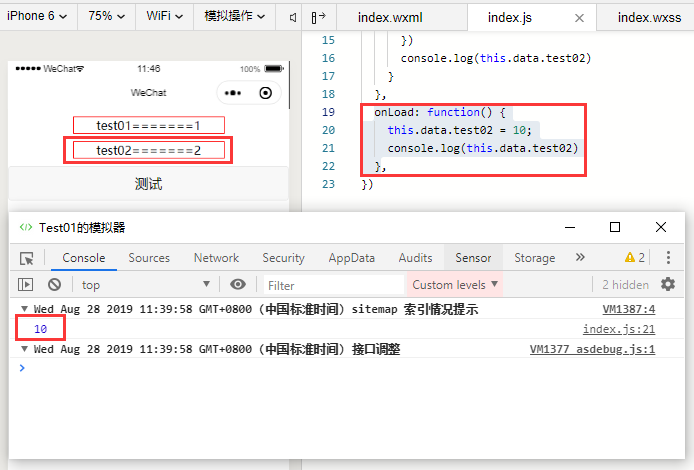 iPhone 6 75% WiFi 模拟操作 index.wxml index.js index.wxss
WeChat 11:46 100%
WeChat
test01=======1
test02=======2
测试
15 })
16 console.log(this.data.test02)
17 }
18 },
19 onLoad: function() {
20 this.data.test02 = 10;
21 console.log(this.data.test02)
22 },
23 })
Test01的模拟器
Console Sources Network Security AppData Audits Sensor Storage » 2
top Filter Custom levels 2 hidden
Wed Aug 28 2019 11:39:58 GMT+0800 (中国标准时间) sitemap 索引情况提示 VM1387:4
10 index.js:21
Wed Aug 28 2019 11:39:58 GMT+0800 (中国标准时间) 接口调整 VM1377 asdebug.js:1